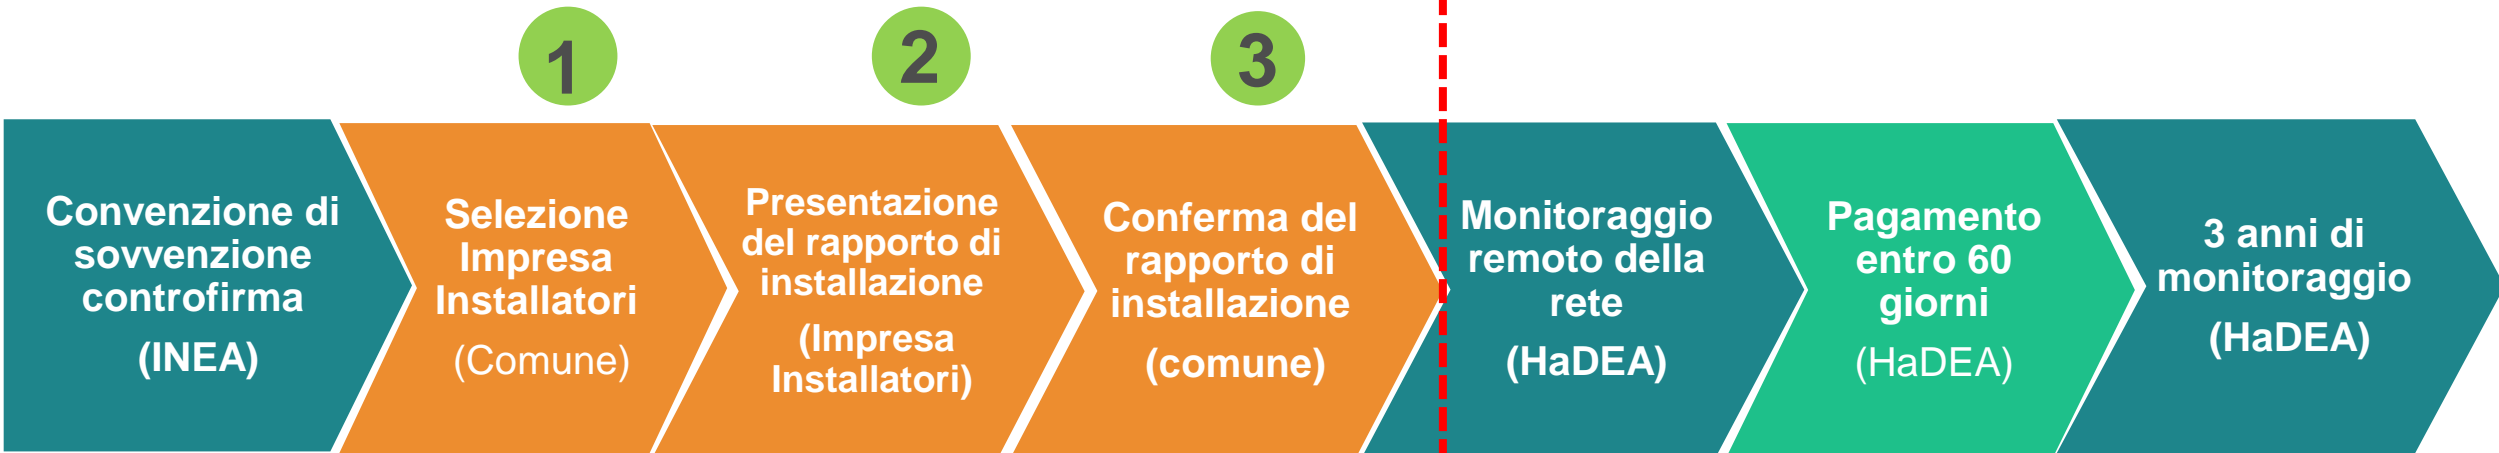 1
2
3
Convenzione di
sovvenzione
controfirma
(INEA)
Selezione
Impresa
Installatori
(Comune)
Presentazione
del rapporto di
installazione
(Impresa
Installatori)
Conferma del
rapporto di
installazione
(comune)
Monitoraggio
remoto della
rete
(HaDEA)
Pagamento
entro 60
giorni
(HaDEA)
3 anni di
monitoraggio
(HaDEA)